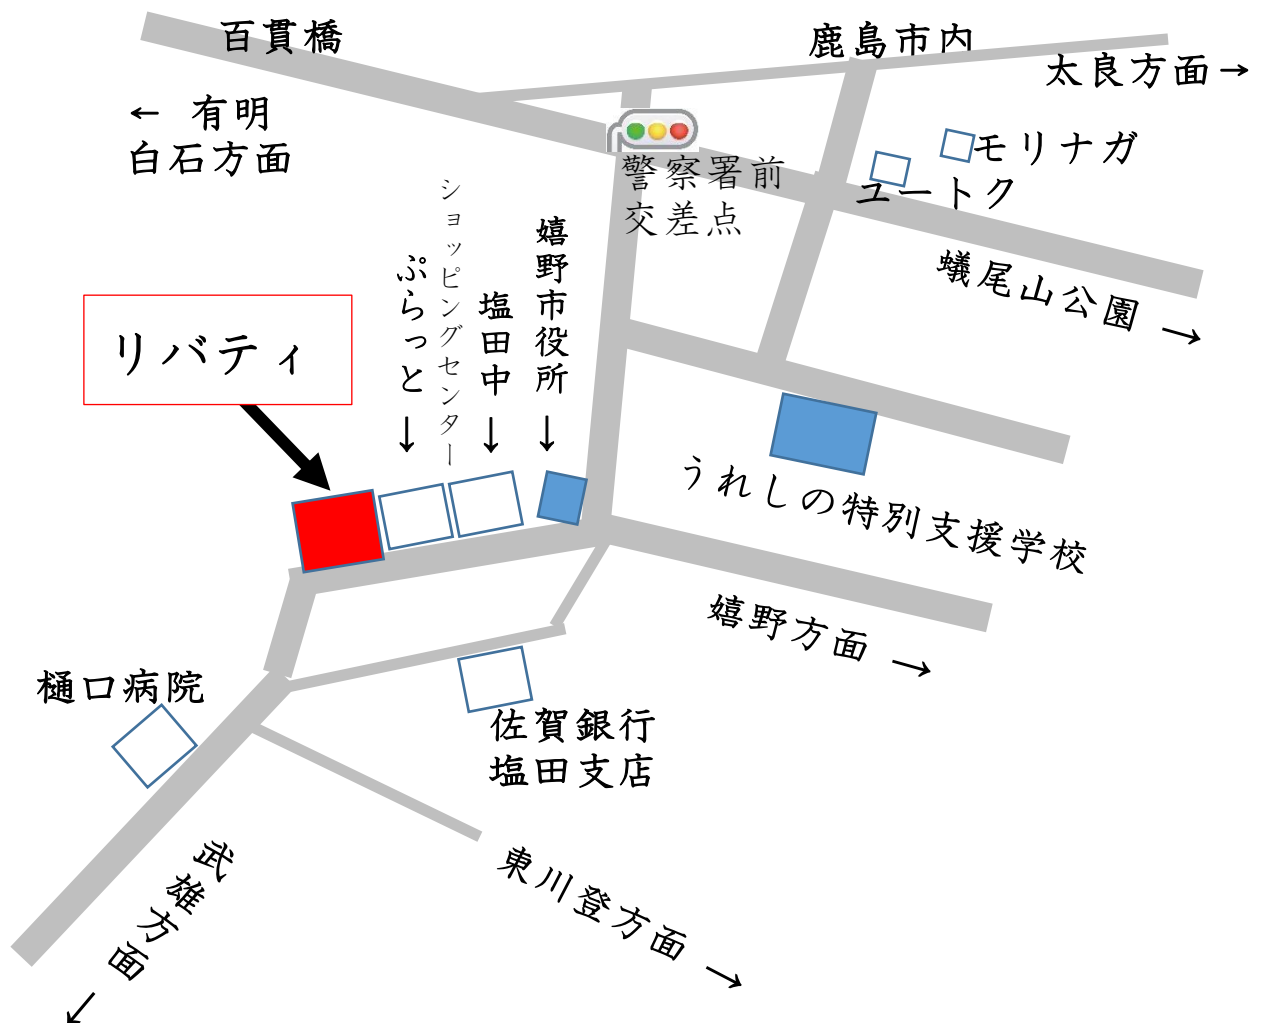 百貫橋
鹿島市内
太良方面→
← 有明
白石方面
モリナガ
ユートク
警察署前
交差点
蟻尾山公園 →
嬉野市役所 ↓
塩田中 ↓
ショッピングセンター
ぷらっと ↓
リバティ
うれしの特別支援学校
嬉野方面 →
樋口病院
佐賀銀行
塩田支店
武雄方面 ↓
東川登方面 →